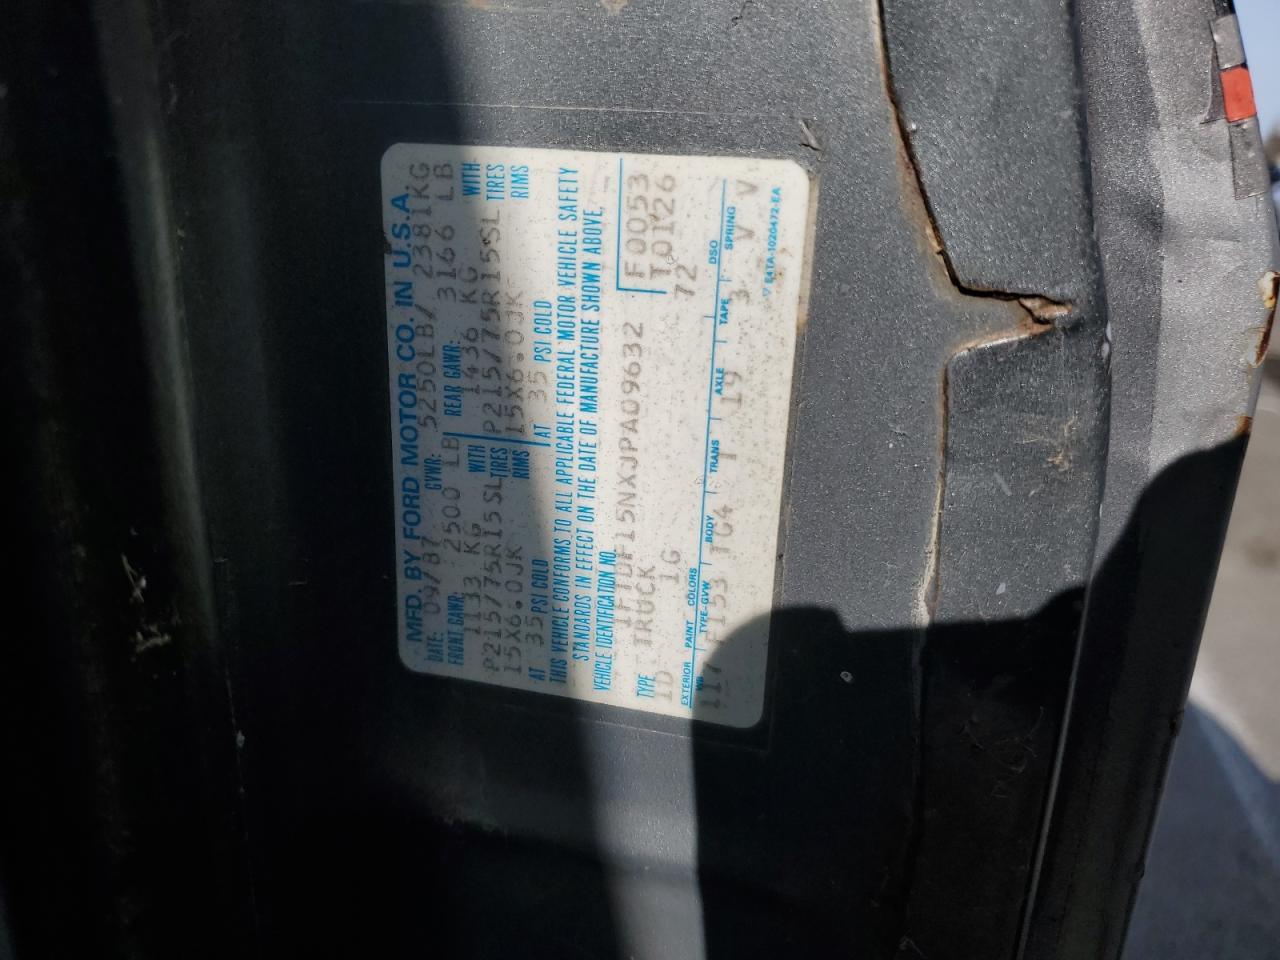 MFD. BY FORD MOTOR CO. IN U.S.A.
DATE: 09/87 GVWR: 5250LB/ 2381KG
FRONT GAWR: 2500 LB REAR GAWR: 3166 LB
1133 KG WITH 1436 KG WITH
P215/75R15SL TIRES P215/75R15SL TIRES
15X6.0JK RIMS 15X6.0JK RIMS
AT 35 PSI COLD AT 35 PSI COLD
THIS VEHICLE CONFORMS TO ALL APPLICABLE FEDERAL MOTOR VEHICLE SAFETY
STANDARDS IN EFFECT ON THE DATE OF MANUFACTURE SHOWN ABOVE.
VEHICLE IDENTIFICATION NO.
1FTDF15NXJPA09632 F0053
TYPE TRUCK T0126
1D 1G 72
EXTERIOR PAINT COLORS DSO
WB TYPE-GVW BODY TRANS AXLE TAPE SPRING
117 F153 TG4 T 19 3 V V
▽ E4TA-1020472-EA